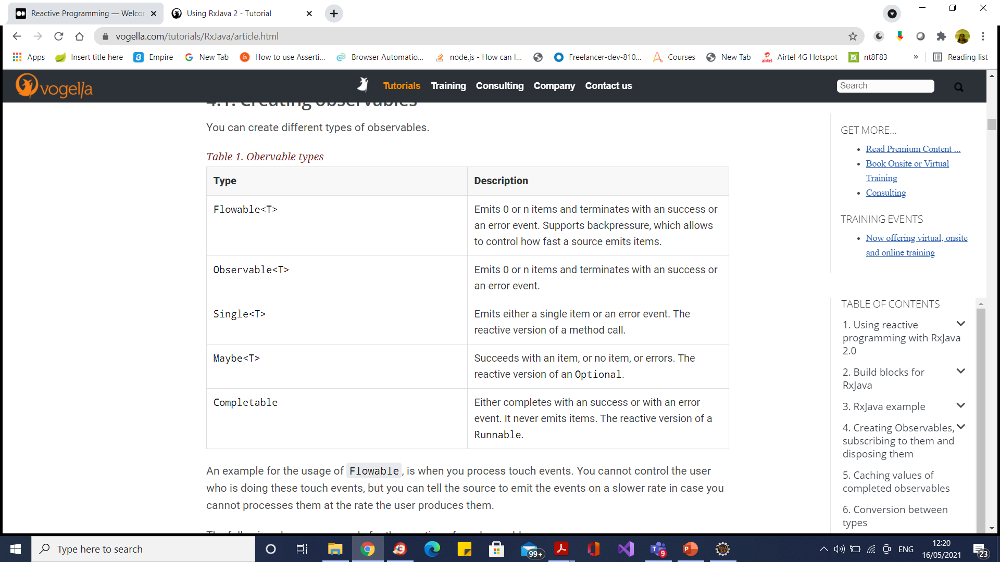 Reactive Programming — Welcor
Using RxJava 2 - Tutorial
vogella.com/tutorials/RxJava/article.html
Apps
Insert title here
Empire
New Tab
How to use Asserti...
Browser Automatio...
node.js - How can I...
Freelancer-dev-810...
Courses
New Tab
airtel
Airtel 4G Hotspot
nt8F83
»
Reading list
vogella
Tutorials
Training
Consulting
Company
Contact us
Search
4.1. Creating observables
You can create different types of observables.
Table 1. Obervable types
Type
Description
Flowable<T>
Emits 0 or n items and terminates with an success or
an error event. Supports backpressure, which allows
to control how fast a source emits items.
Observable<T>
Emits 0 or n items and terminates with an success or
an error event.
Single<T>
Emits either a single item or an error event. The
reactive version of a method call.
Maybe<T>
Succeeds with an item, or no item, or errors. The
reactive version of an Optional.
Completable
Either completes with an success or with an error
event. It never emits items. The reactive version of a
Runnable.
An example for the usage of Flowable, is when you process touch events. You cannot control the user
who is doing these touch events, but you can tell the source to emit the events on a slower rate in case you
cannot processes them at the rate the user produces them.
GET MORE...
Read Premium Content ...
Book Onsite or Virtual
Training
Consulting
TRAINING EVENTS
Now offering virtual, onsite
and online training
TABLE OF CONTENTS
1. Using reactive
programming with RxJava
2.0
2. Build blocks for
RxJava
3. RxJava example
4. Creating Observables,
subscribing to them and
disposing them
5. Caching values of
completed observables
6. Conversion between
types
Type here to search
99+
9
ENG
12:20
16/05/2021
23